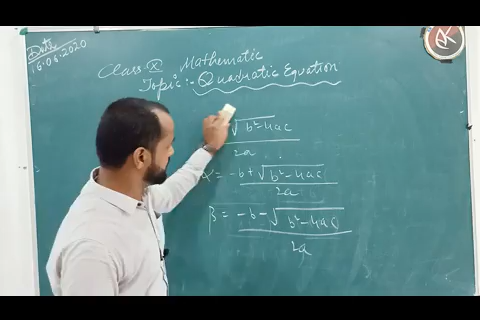 Date
16.06.2020
Mathematic
Class:- X
Topic:- Quadratic Equation
√b²-4ac
2a
α = -b+√b²-4ac
2a
β = -b-√b²-4ac
2a